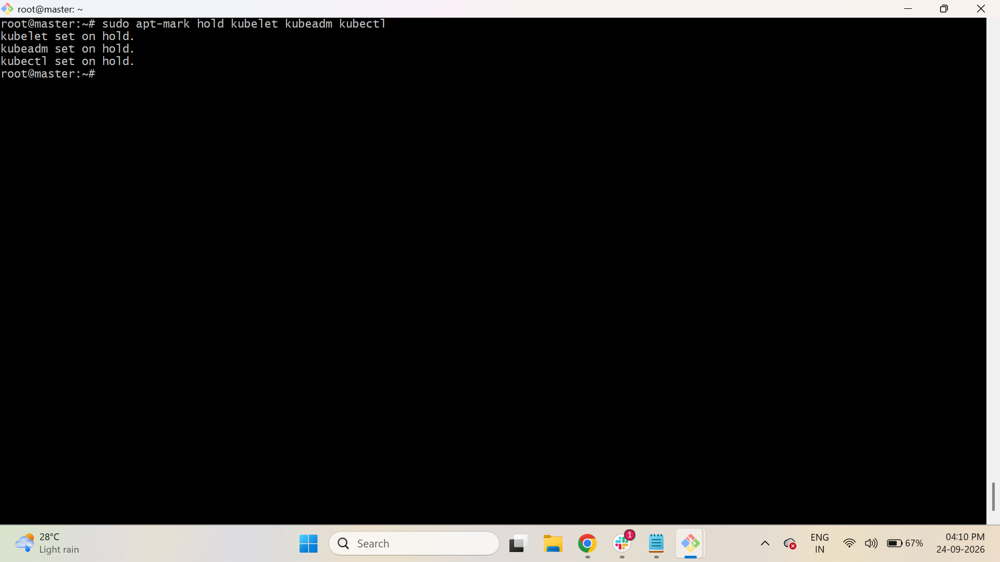 root@master: ~
root@master:~# sudo apt-mark hold kubelet kubeadm kubectl
kubelet set on hold.
kubeadm set on hold.
kubectl set on hold.
root@master:~#
28°C
Light rain
Search
1
ENG
IN
67%
04:10 PM
24-09-2026